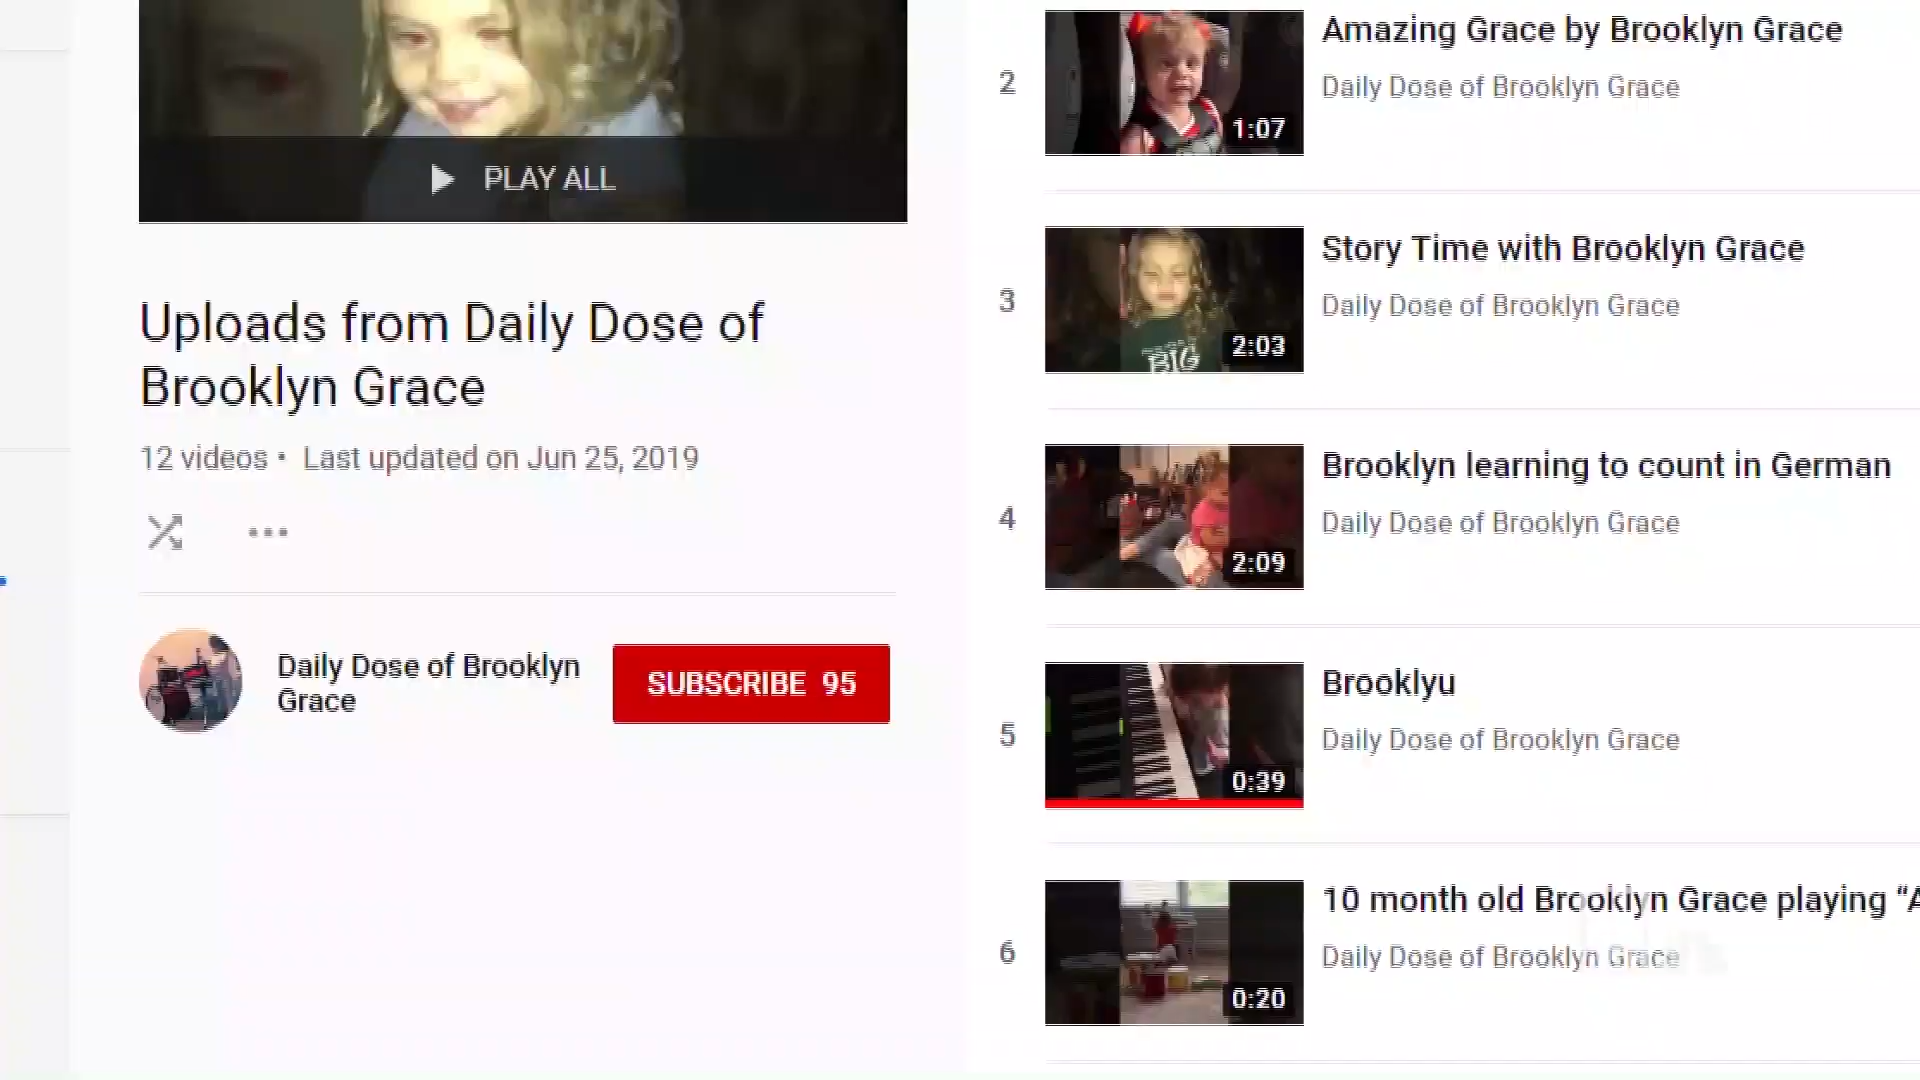 PLAY ALL
Uploads from Daily Dose of
Brooklyn Grace
12 videos • Last updated on Jun 25, 2019
Daily Dose of Brooklyn
Grace
SUBSCRIBE 95
2
1:07
Amazing Grace by Brooklyn Grace
Daily Dose of Brooklyn Grace
3
BIG
2:03
Story Time with Brooklyn Grace
Daily Dose of Brooklyn Grace
4
2:09
Brooklyn learning to count in German
Daily Dose of Brooklyn Grace
5
0:39
Brooklyu
Daily Dose of Brooklyn Grace
6
0:20
10 month old Brooklyn Grace playing “A
Daily Dose of Brooklyn Grace